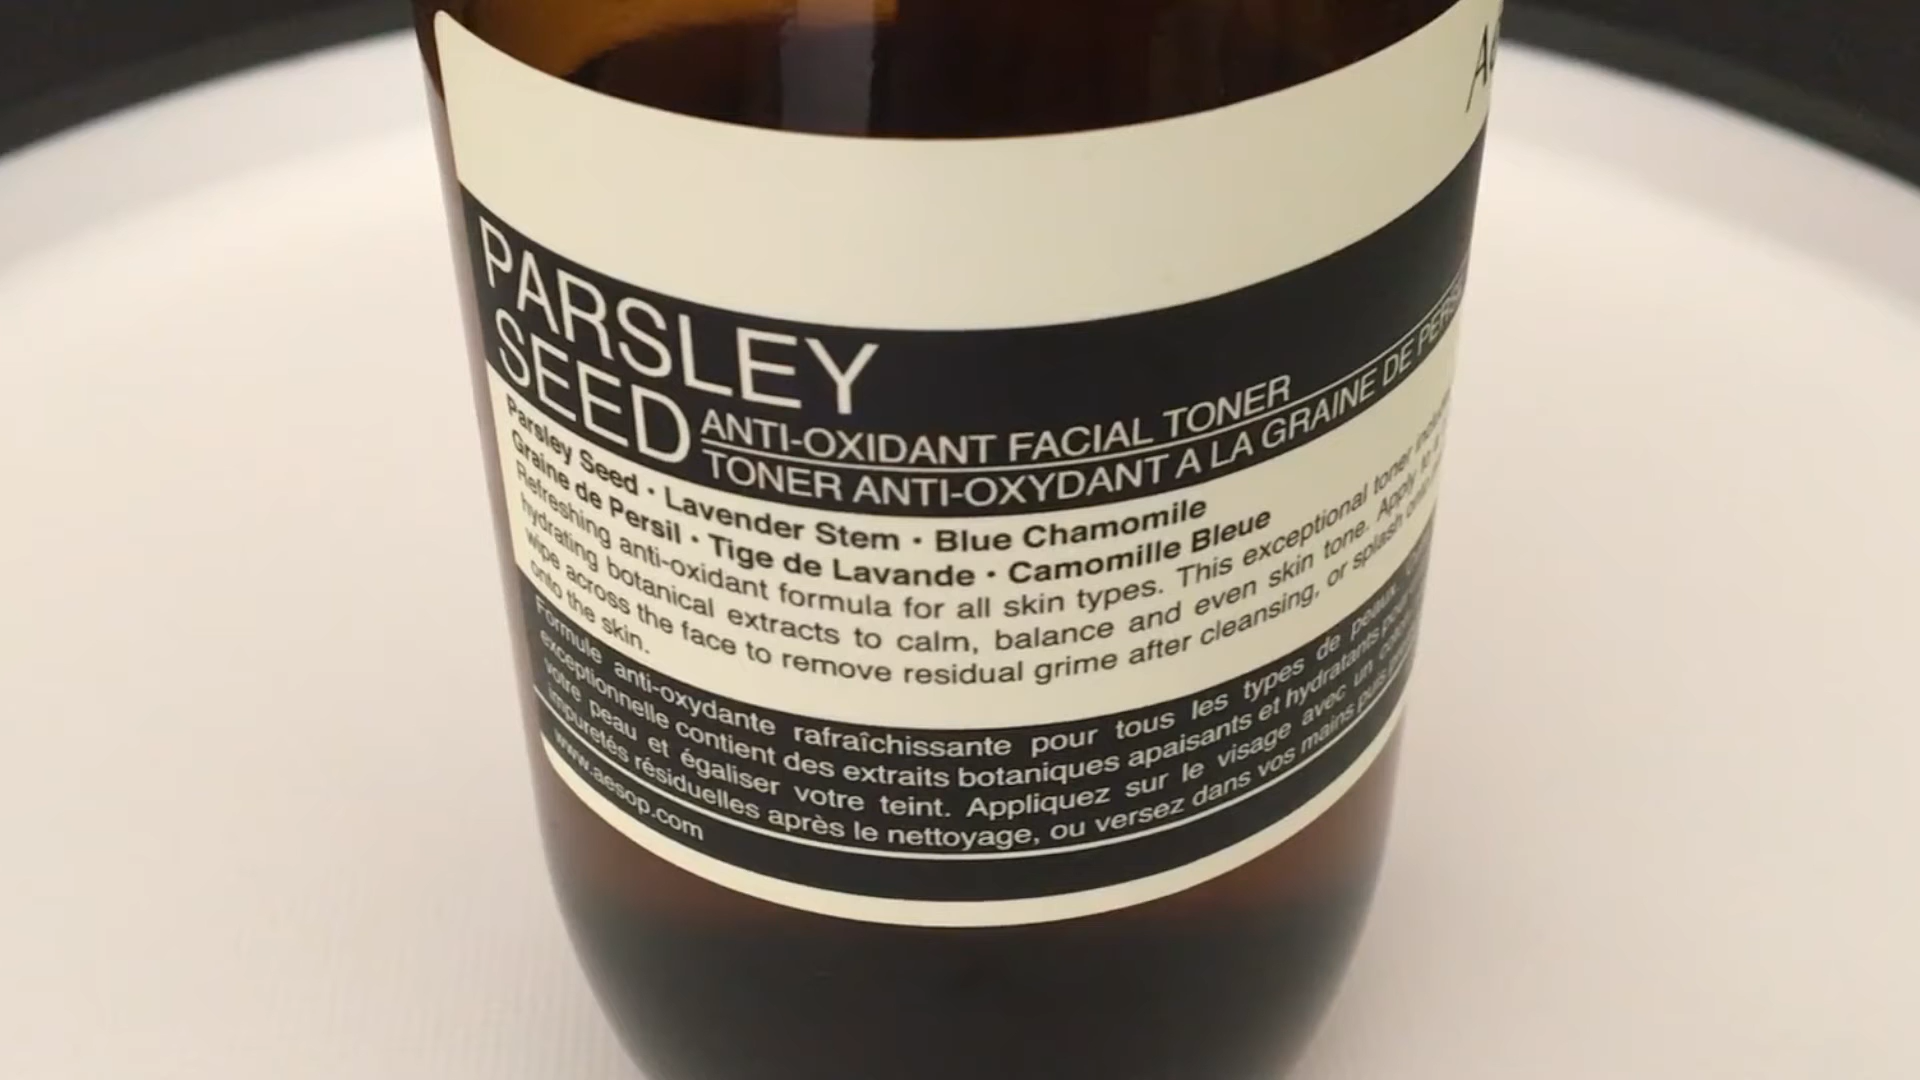 PARSLEY
SEED
ANTI-OXIDANT FACIAL TONER
TONER ANTI-OXYDANT A LA GRAINE DE
Parsley Seed · Lavender Stem · Blue Chamomile
Graine de Persil · Tige de Lavande · Camomille Bleue
Refreshing anti-oxidant formula for all skin types. This exceptional toner
hydrating botanical extracts to calm, balance and even skin tone. Apply to
wipe across the face to remove residual grime after cleansing, or splash
onto the skin.
Formule anti-oxydante rafraîchissante pour tous les types de peaux.
exceptionnelle contient des extraits botaniques apaisants et hydratants
votre peau et égaliser votre teint. Appliquez sur le visage avec un
impuretés résiduelles après le nettoyage, ou versez dans vos mains puis
www.aesop.com